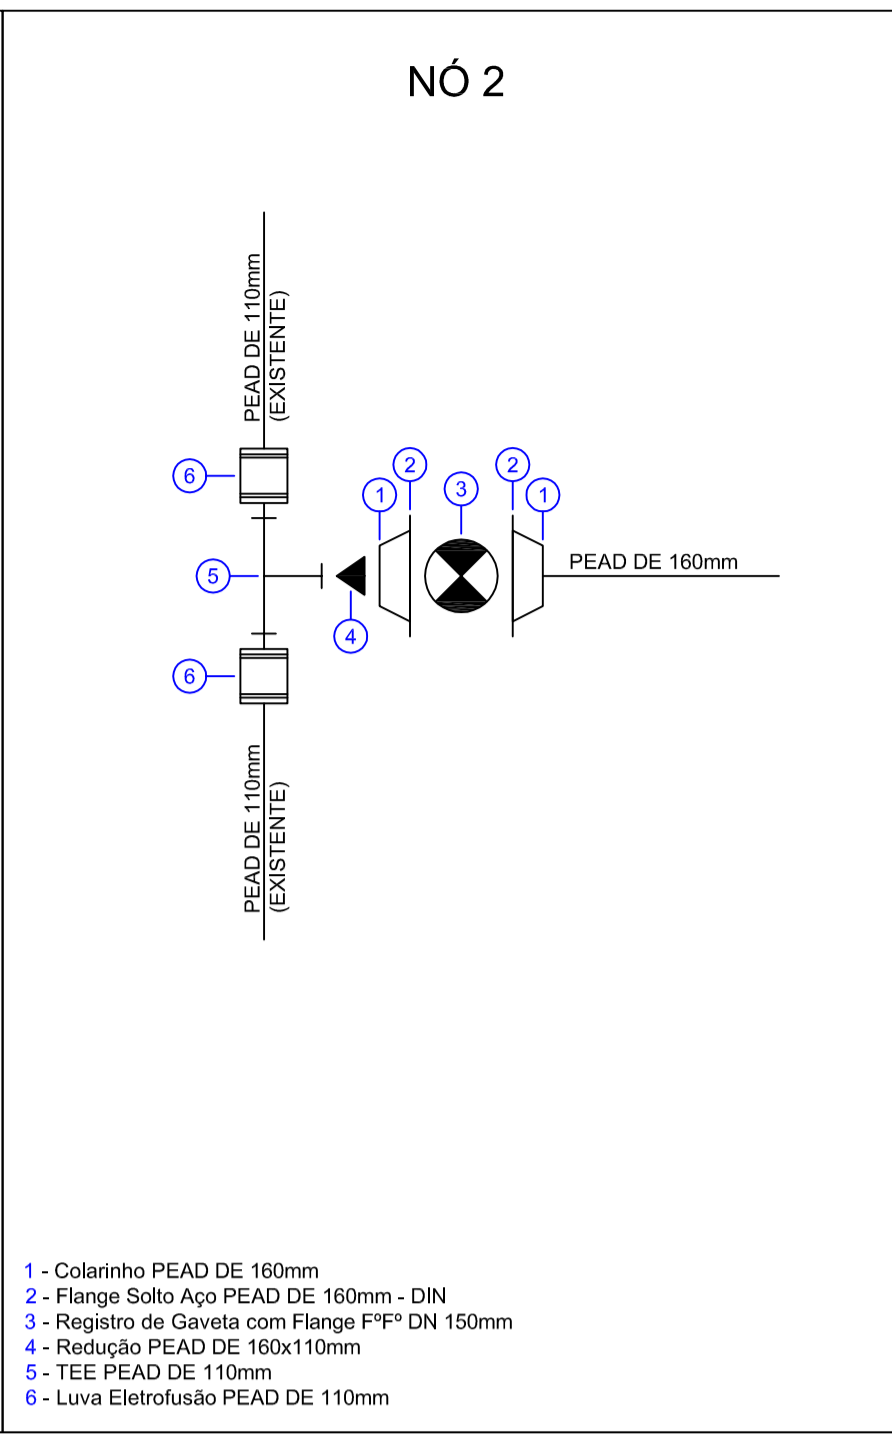 NÓ 2
PEAD DE 110mm
(EXISTENTE)
6
2
2
1
3
1
PEAD DE 160mm
5
4
6
PEAD DE 110mm
(EXISTENTE)
1 - Colarinho PEAD DE 160mm
2 - Flange Solto Aço PEAD DE 160mm - DIN
3 - Registro de Gaveta com Flange FºFº DN 150mm
4 - Redução PEAD DE 160x110mm
5 - TEE PEAD DE 110mm
6 - Luva Eletrofusão PEAD DE 110mm